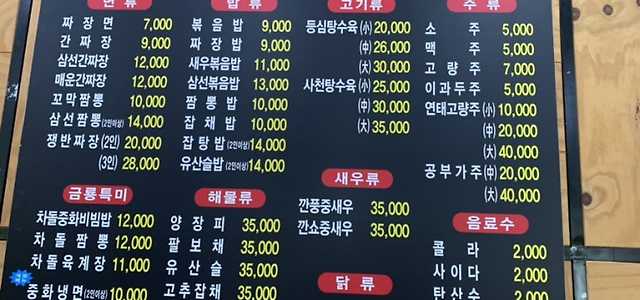 면류
짜장면 7,000
간짜장 9,000
삼선간짜장 12,000
매운간짜장 12,000
꼬막짬뽕 10,000
삼선짬뽕 (2인이상) 14,000
쟁반짜장 (2인) 20,000
(3인) 28,000
금룡특미
차돌중화비빔밥 12,000
차돌짬뽕 12,000
차돌육계장 11,000
중화냉면 (2인이상) 10,000
밥류
볶음밥 9,000
짜장밥 9,000
새우볶음밥 11,000
삼선볶음밥 13,000
짬뽕밥 10,000
잡채밥 10,000
잡탕밥 (2인이상) 14,000
유산슬밥 (2인이상) 14,000
해물류
양장피 35,000
팔보채 35,000
유산슬 35,000
고추잡채 35,000
고기류
등심탕수육 (小) 20,000
(中) 26,000
(大) 30,000
사천탕수육 (小) 25,000
(中) 30,000
(大) 35,000
새우류
깐풍중새우 35,000
깐쇼중새우 35,000
닭류
주류
소주 5,000
맥주 5,000
고량주 7,000
이과두주 5,000
연태고량주 (小) 10,000
(中) 20,000
(大) 40,000
공부가주 (中) 20,000
(大) 40,000
음료수
콜라 2,000
사이다 2,000
탄산수 2,000